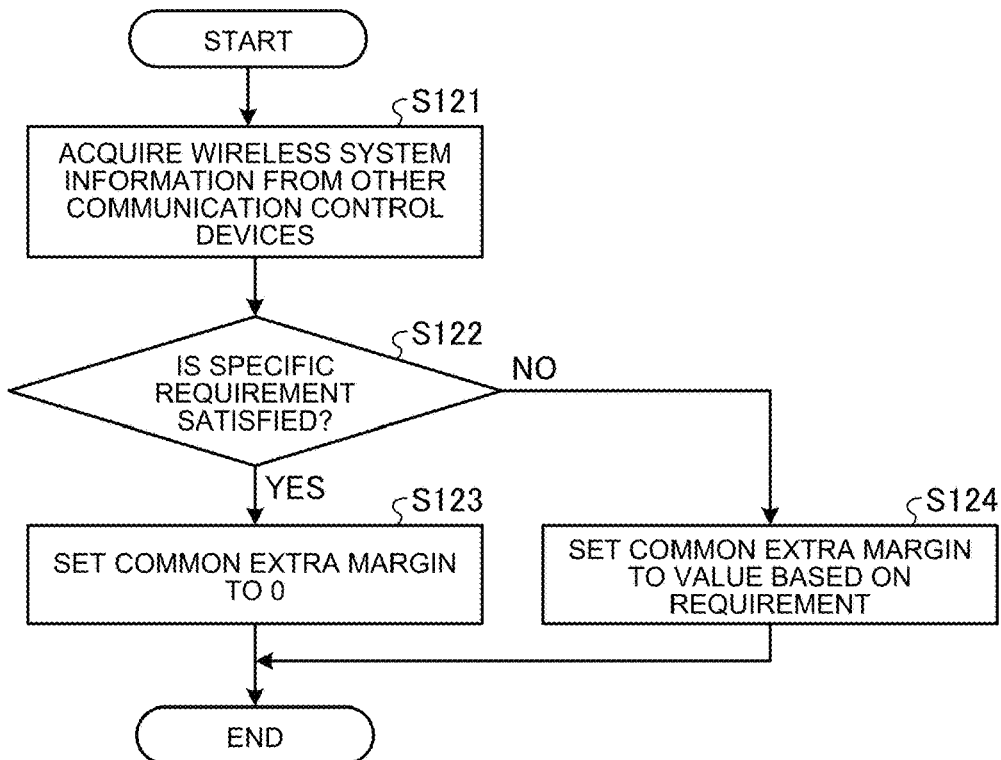 START
S121
ACQUIRE WIRELESS SYSTEM
INFORMATION FROM OTHER
COMMUNICATION CONTROL
DEVICES
S122
IS SPECIFIC
REQUIREMENT
SATISFIED?
NO
YES
S123
SET COMMON EXTRA MARGIN
TO 0
S124
SET COMMON EXTRA MARGIN
TO VALUE BASED ON
REQUIREMENT
END